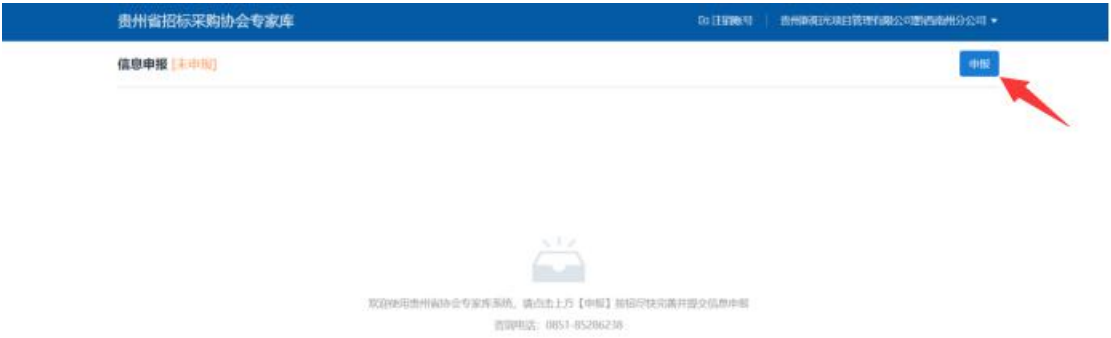 贵州省招标采购协会专家库
注销账号
信息申报 [未申报]
申报
欢迎使用贵州省协会专家库系统，请点击上方【申报】按钮尽快完善并提交信息申报
咨询电话：0851-85286238